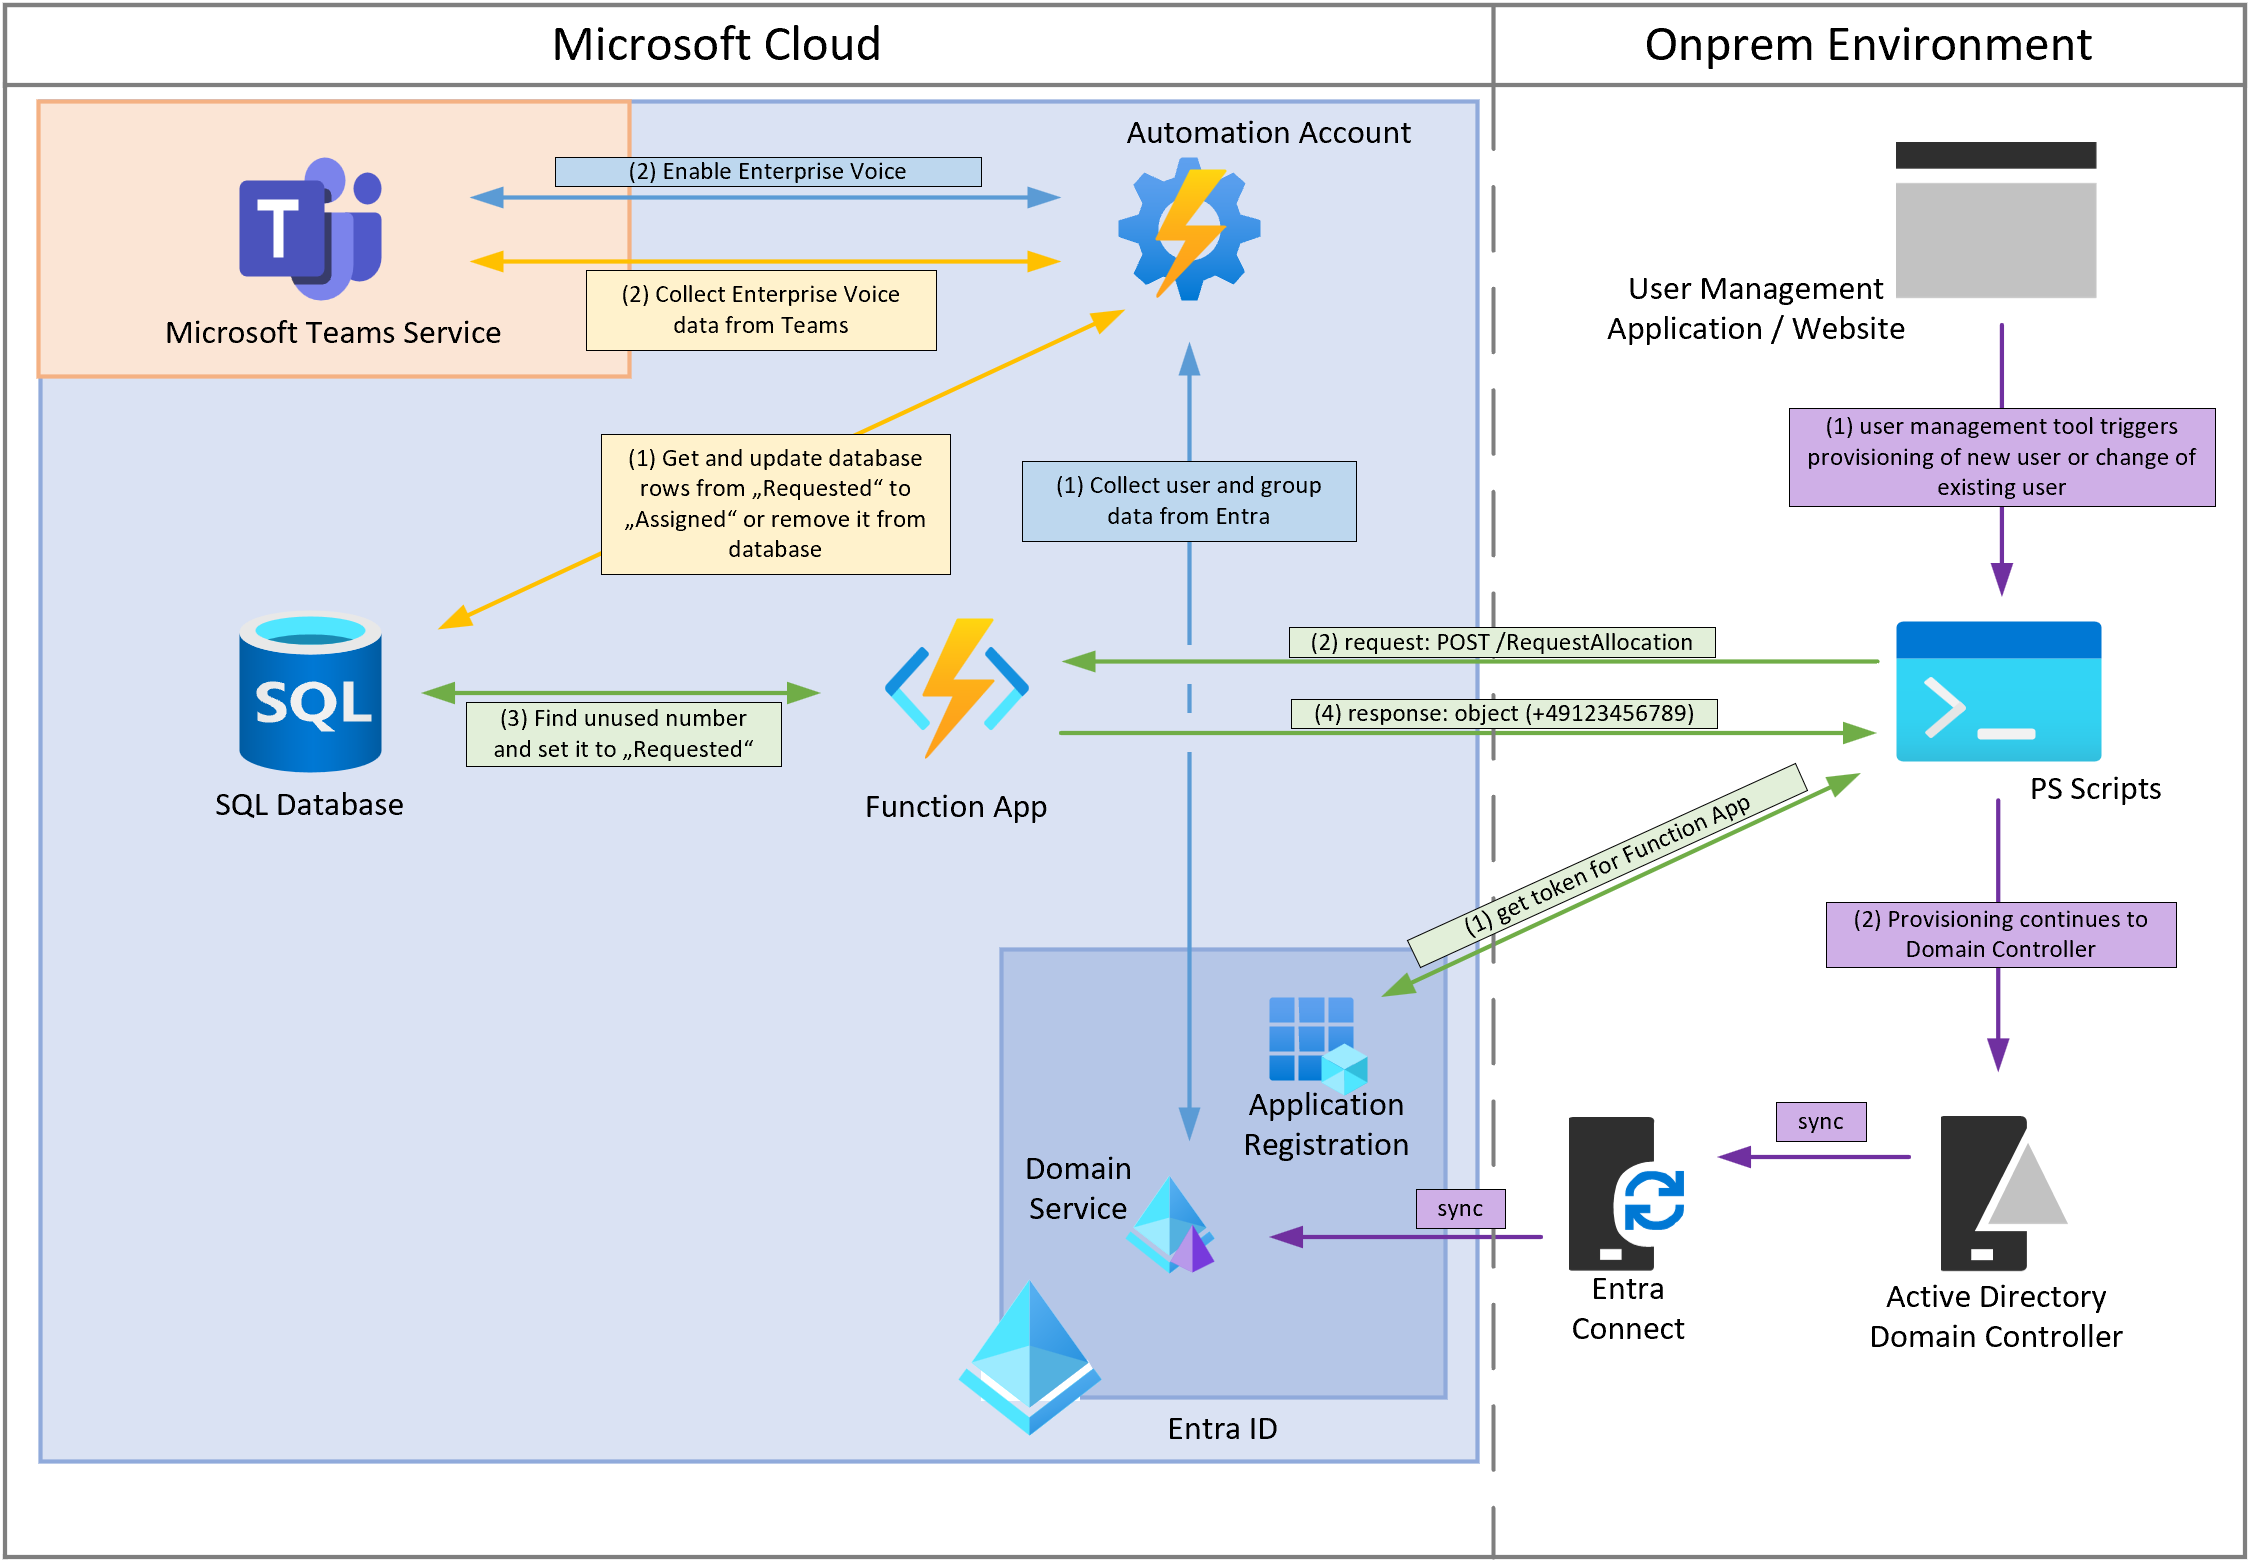 Microsoft Cloud
Onprem Environment
Automation Account
(2) Enable Enterprise Voice
T
(2) Collect Enterprise Voice
data from Teams
Microsoft Teams Service
User Management
Application / Website
(1) user management tool triggers
provisioning of new user or change of
existing user
(1) Get and update database
rows from „Requested“ to
„Assigned“ or remove it from
database
(1) Collect user and group
data from Entra
(2) request: POST /RequestAllocation
SQL
(3) Find unused number
and set it to „Requested“
(4) response: object (+49123456789)
SQL Database
Function App
PS Scripts
(1) get token for Function App
(2) Provisioning continues to
Domain Controller
Application
Registration
sync
Domain
Service
sync
Entra
Connect
Active Directory
Domain Controller
Entra ID